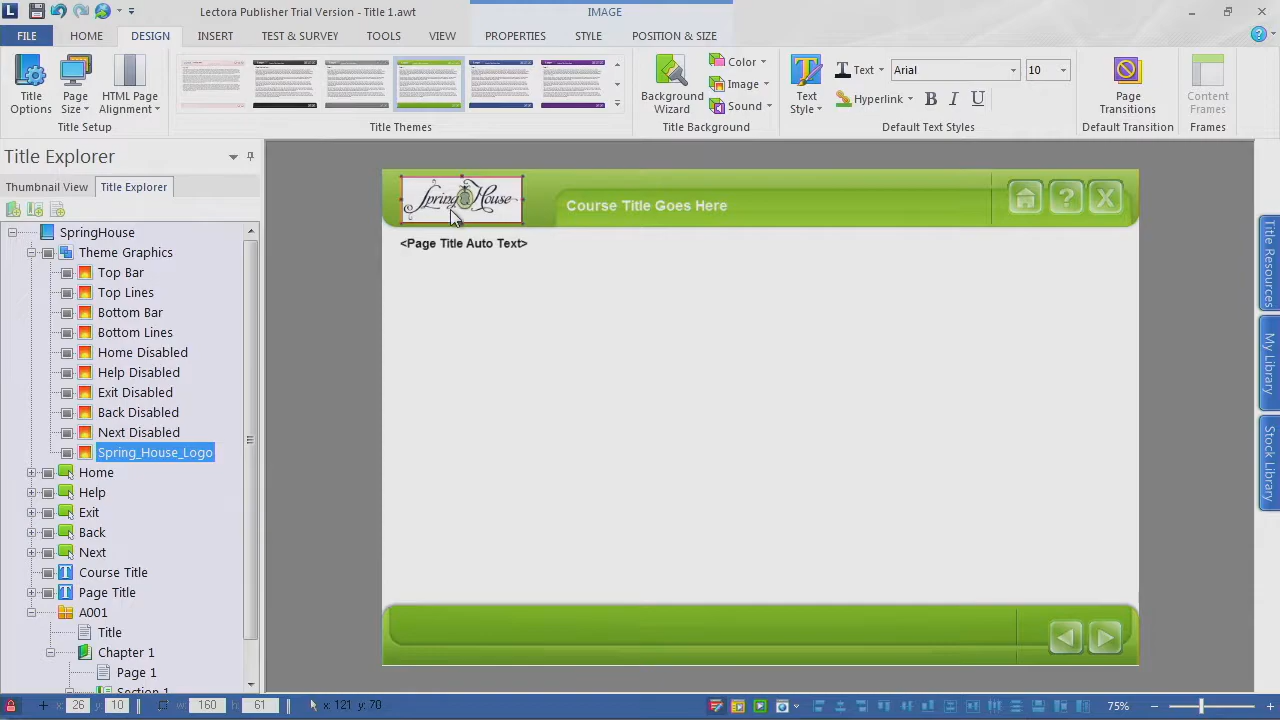 Lectora Publisher Trial Version - Title 1.awt
IMAGE
FILE
HOME
DESIGN
INSERT
TEST & SURVEY
TOOLS
VIEW
PROPERTIES
STYLE
POSITION & SIZE
Title Options
Page Size
HTML Page Alignment
Title Setup
Title Themes
Background Wizard
Color
Image
Sound
Title Background
Text Style
Text
Arial
10
Hyperlink
B I U
Default Text Styles
Page Transitions
Default Transition
Content Frames
Frames
Title Explorer
Thumbnail View
Title Explorer
SpringHouse
Theme Graphics
Top Bar
Top Lines
Bottom Bar
Bottom Lines
Home Disabled
Help Disabled
Exit Disabled
Back Disabled
Next Disabled
Spring_House_Logo
Home
Help
Exit
Back
Next
Course Title
Page Title
A001
Title
Chapter 1
Page 1
Section 1
Spring House
Course Title Goes Here
<Page Title Auto Text>
Title Resources
My Library
Stock Library
x: 26
y: 10
w: 160
h: 61
x: 121 y: 70
75%